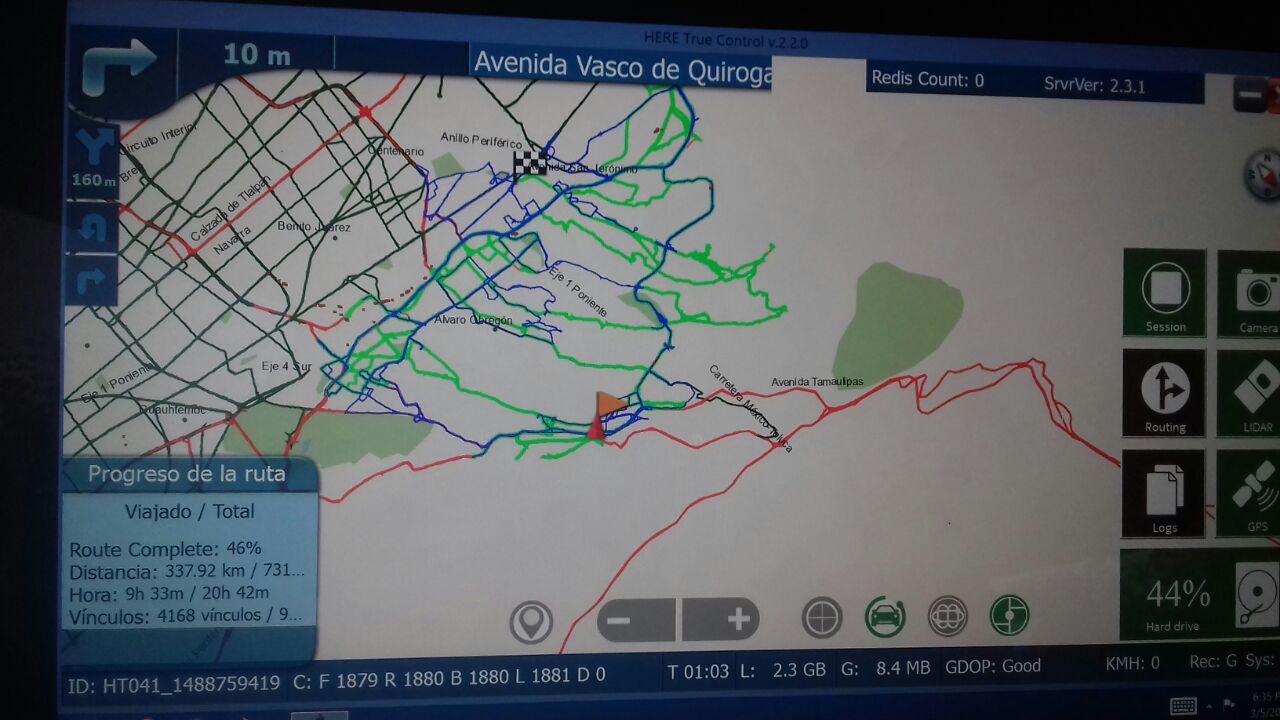 HERE True Control v.2.2.0
10 m
Avenida Vasco de Quiroga
Redis Count: 0
SrvrVer: 2.3.1
160 m
Circuito Interior
Anillo Periférico
Centenario
Avenida San Jerónimo
Calzada de Tlalpan
Navarra
Benito Juárez
Eje 1 Poniente
Alvaro Obregón
Eje 4 Sur
Eje 1 Poniente
Cuauhtémoc
Carretera México Toluca
Avenida Tamaulipas
Session
Camera
Routing
LIDAR
Logs
GPS
44%
Hard drive
Progreso de la ruta
Viajado / Total
Route Complete: 46%
Distancia: 337.92 km / 731...
Hora: 9h 33m / 20h 42m
Vínculos: 4168 vínculos / 9...
ID: HT041_1488759419 C: F 1879 R 1880 B 1880 L 1881 D 0
T 01:03 L: 2.3 GB G: 8.4 MB GDOP: Good
KMH: 0 Rec: G Sys:
6:35